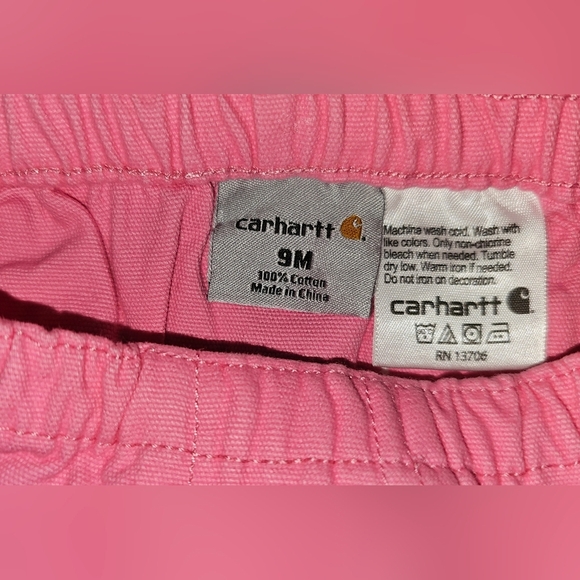 carhartt
9M
100% Cotton
Made in China
Machine wash cold. Wash with
like colors. Only non-chlorine
bleach when needed. Tumble
dry low. Warm iron if needed.
Do not iron on decoration.
carhartt
RN 13706